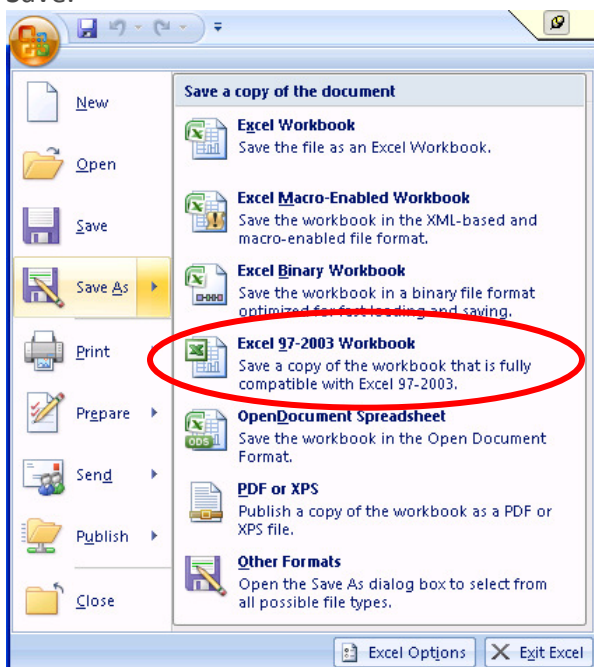 Save.
New
Open
Save
Save As
Print
Prepare
Send
Publish
Close
Save a copy of the document
Excel Workbook
Save the file as an Excel Workbook.
Excel Macro-Enabled Workbook
Save the workbook in the XML-based and
macro-enabled file format.
Excel Binary Workbook
Save the workbook in a binary file format
optimized for fast loading and saving.
Excel 97-2003 Workbook
Save a copy of the workbook that is fully
compatible with Excel 97-2003.
OpenDocument Spreadsheet
ODS
Save the workbook in the Open Document
Format.
PDF or XPS
Publish a copy of the workbook as a PDF or
XPS file.
Other Formats
Open the Save As dialog box to select from
all possible file types.
Excel Options
Exit Excel